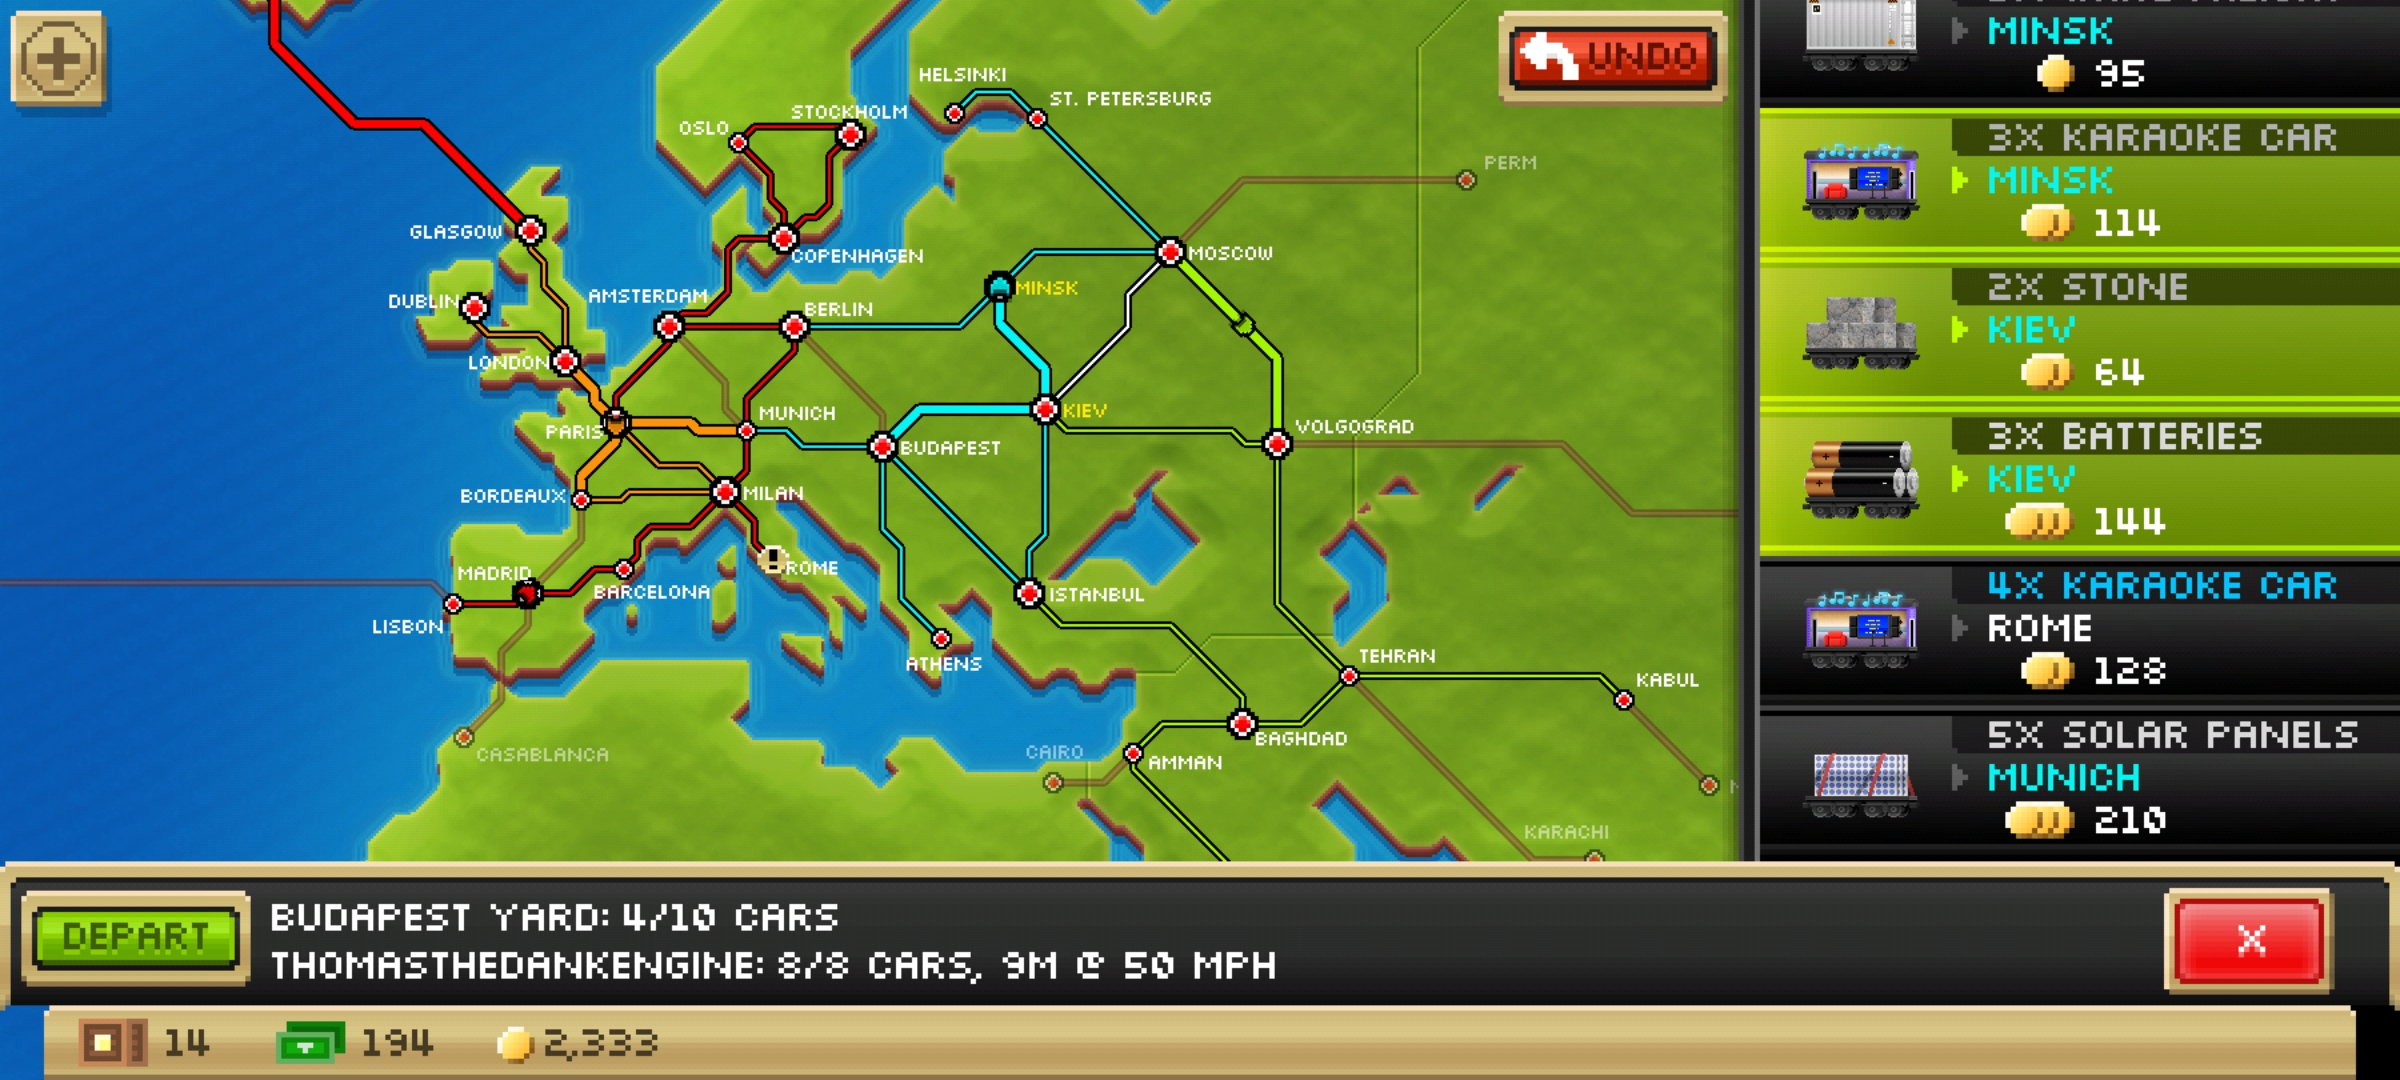 MINSK
95
UNDO
HELSINKI
ST. PETERSBURG
STOCKHOLM
OSLO
PERM
3X KARAOKE CAR
MINSK
114
GLASGOW
COPENHAGEN
MOSCOW
DUBLIN
AMSTERDAM
BERLIN
MINSK
2X STONE
KIEV
64
LONDON
PARIS
MUNICH
KIEV
BUDAPEST
VOLGOGRAD
3X BATTERIES
KIEV
144
BORDEAUX
MILAN
MADRID
ROME
BARCELONA
ISTANBUL
LISBON
ATHENS
TEHRAN
KABUL
4X KARAOKE CAR
ROME
128
CASABLANCA
CAIRO
BAGHDAD
AMMAN
KARACHI
5X SOLAR PANELS
MUNICH
210
DEPART
BUDAPEST YARD: 4/10 CARS
THOMASTHEDANKENGINE: 8/8 CARS, 9M @ 50 MPH
X
14
194
2,333